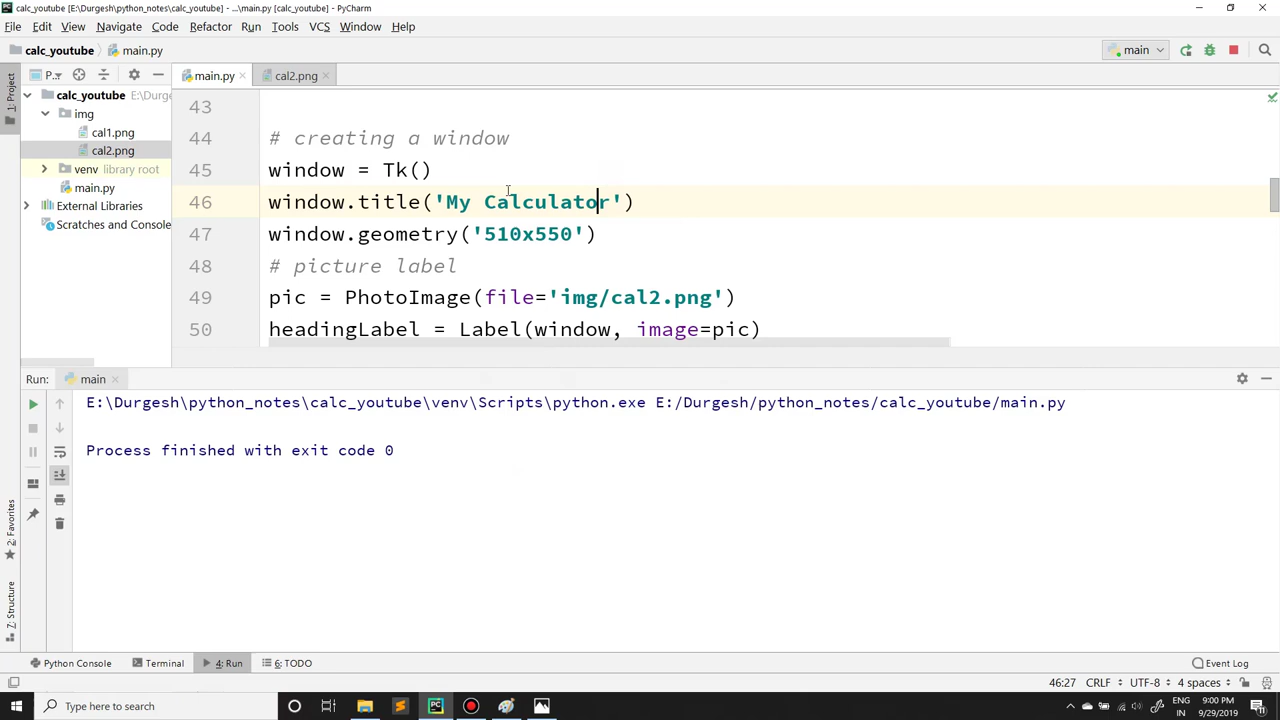 calc_youtube [E:\Durgesh\python_notes\calc_youtube] - ...\main.py [calc_youtube] - PyCharm
File Edit View Navigate Code Refactor Run Tools VCS Window Help
calc_youtube main.py main
1: Project P... main.py cal2.png
calc_youtube E:\Durge
img
cal1.png
cal2.png
venv library root
main.py
External Libraries
Scratches and Console
43
44 # creating a window
45 window = Tk()
46 window.title('My Calculator')
47 window.geometry('510x550')
48 # picture label
49 pic = PhotoImage(file='img/cal2.png')
50 headingLabel = Label(window, image=pic)
Run: main
E:\Durgesh\python_notes\calc_youtube\venv\Scripts\python.exe E:/Durgesh/python_notes/calc_youtube/main.py
Process finished with exit code 0
2: Favorites
7: Structure
Python Console Terminal 4: Run 6: TODO Event Log
46:27 CRLF UTF-8 4 spaces
Type here to search
ENG 9:00 PM
IN 9/29/2019